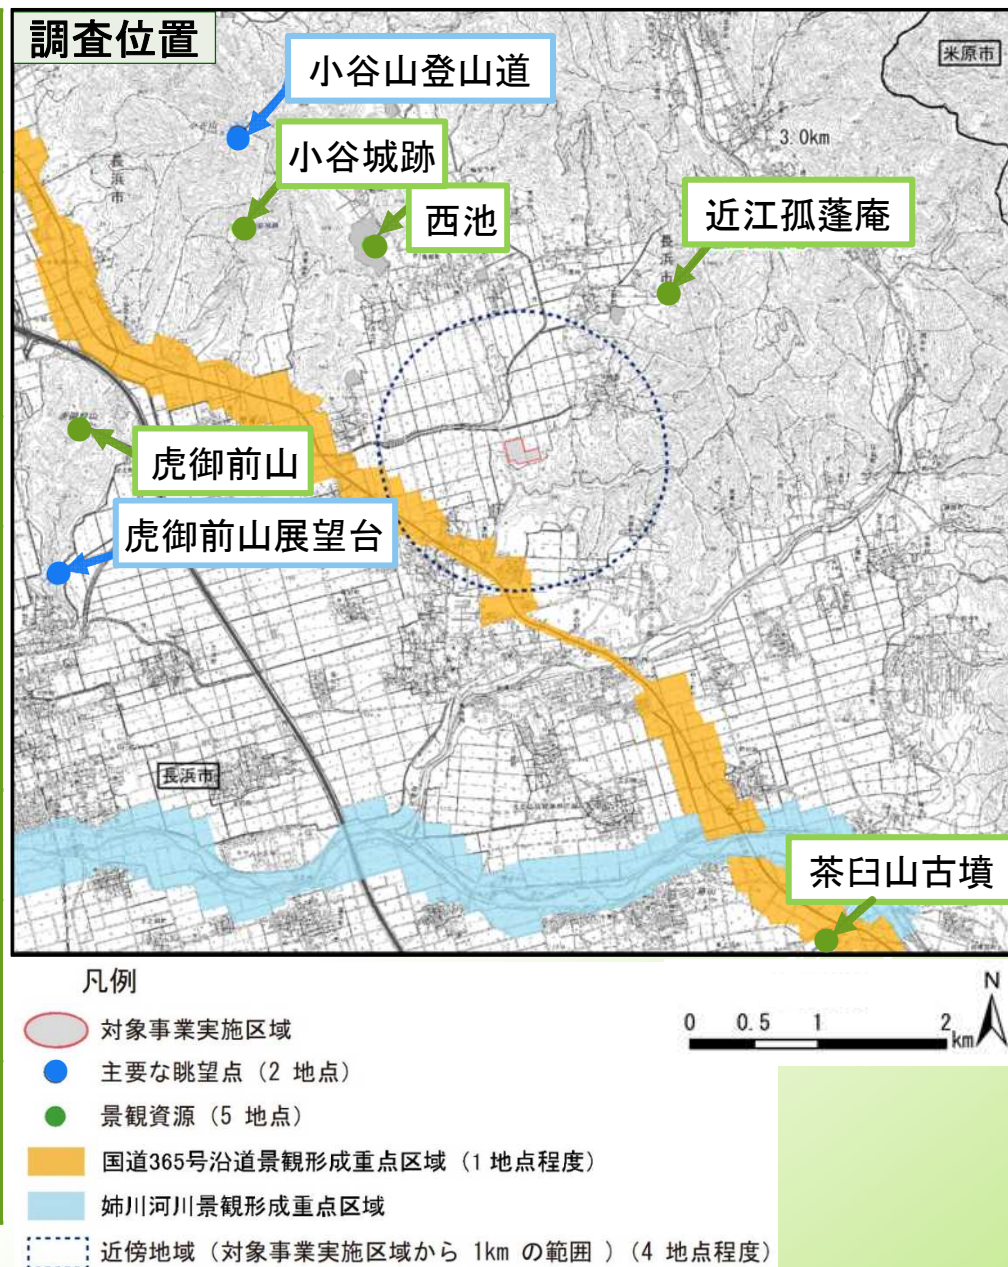 調査位置
小谷山登山道
米原市
3.0km
長浜市
小谷城跡
西池
近江孤蓬庵
長浜市
虎御前山
虎御前山展望台
長浜市
茶臼山古墳
凡例
対象事業実施区域
主要な眺望点（2 地点）
景観資源（5 地点）
国道365号沿道景観形成重点区域（1 地点程度）
姉川河川景観形成重点区域
近傍地域（対象事業実施区域から 1km の範囲 ）（4 地点程度）
0 0.5 1 2 km
N